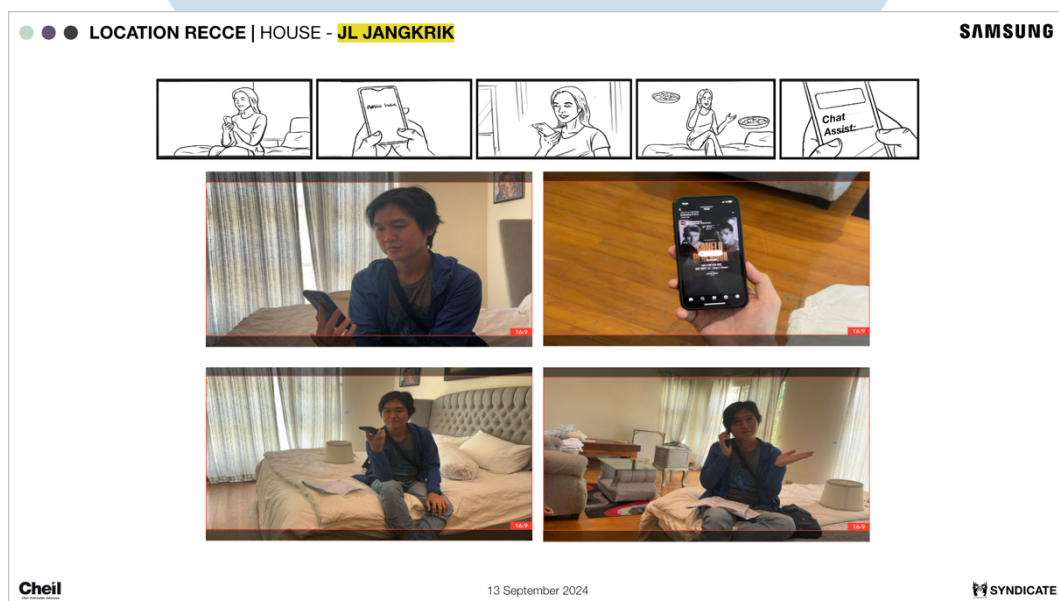 LOCATION RECCE | HOUSE - JL JANGKRIK
SAMSUNG
Chat
Assist:
16:9
16:9
16:9
16:9
Cheil
13 September 2024
SYNDICATE